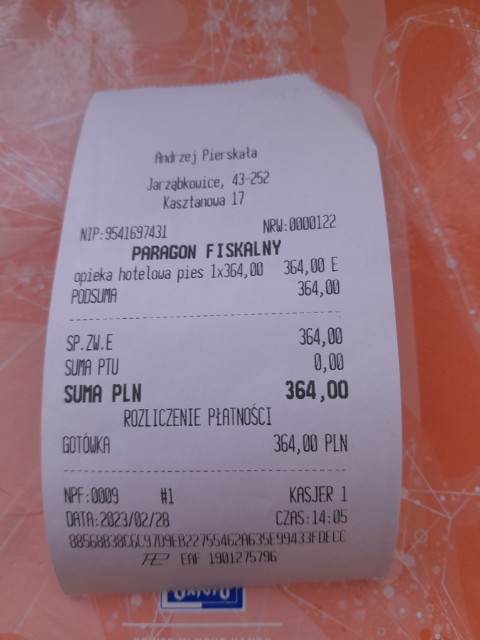 Andrzej Pierskała
Jarząbkowice, 43-252
Kasztanowa 17
NIP:9541697431 NRW:0000122
PARAGON FISKALNY
opieka hotelowa pies 1x364,00 364,00 E
PODSUMA 364,00
SP.ZW.E 364,00
SUMA PTU 0,00
SUMA PLN 364,00
ROZLICZENIE PŁATNOŚCI
GOTÓWKA 364,00 PLN
NPF:0009 #1 KASJER 1
DATA:2023/02/28 CZAS:14:05
EAF 1901275796
Oxford